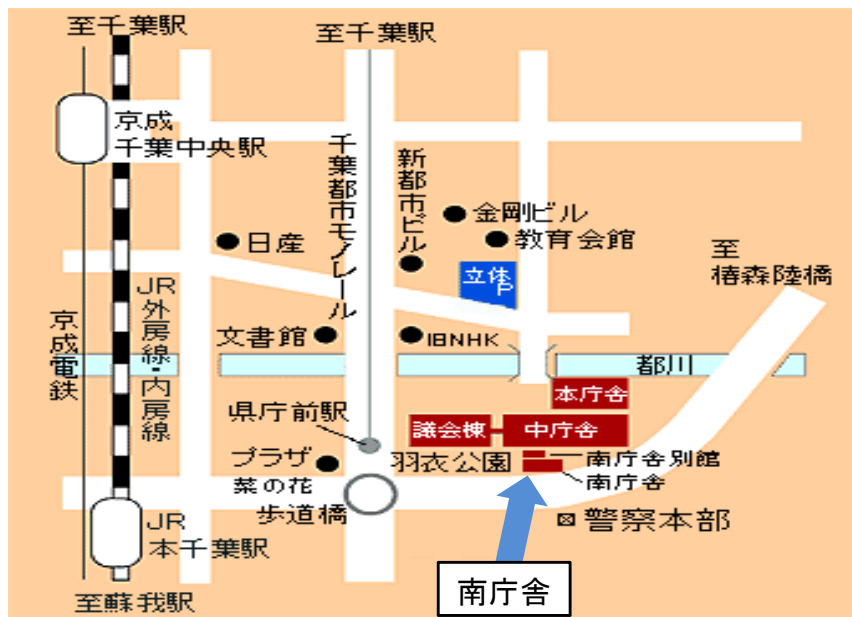 至千葉駅
至千葉駅
京成
千葉中央駅
千葉都市モノレール
新都市ビル
金剛ビル
教育会館
日産
至
椿森陸橋
立体P
JR
外房線・内房線
京成電鉄
文書館
旧NHK
都川
本庁舎
県庁前駅
議会棟
中庁舎
プラザ
菜の花
羽衣公園
南庁舎別館
南庁舎
歩道橋
警察本部
JR
本千葉駅
南庁舎
至蘇我駅